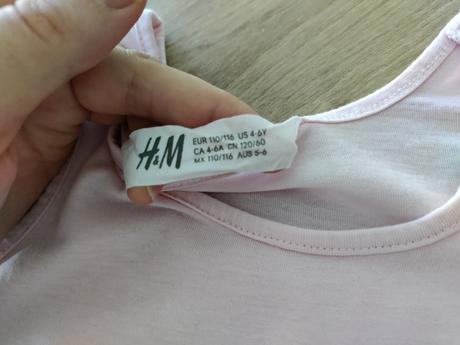 H&M
EUR 110/116 US 4-6Y
CA 4-6A CN 120/60
MX 110/116 AUS 5-6